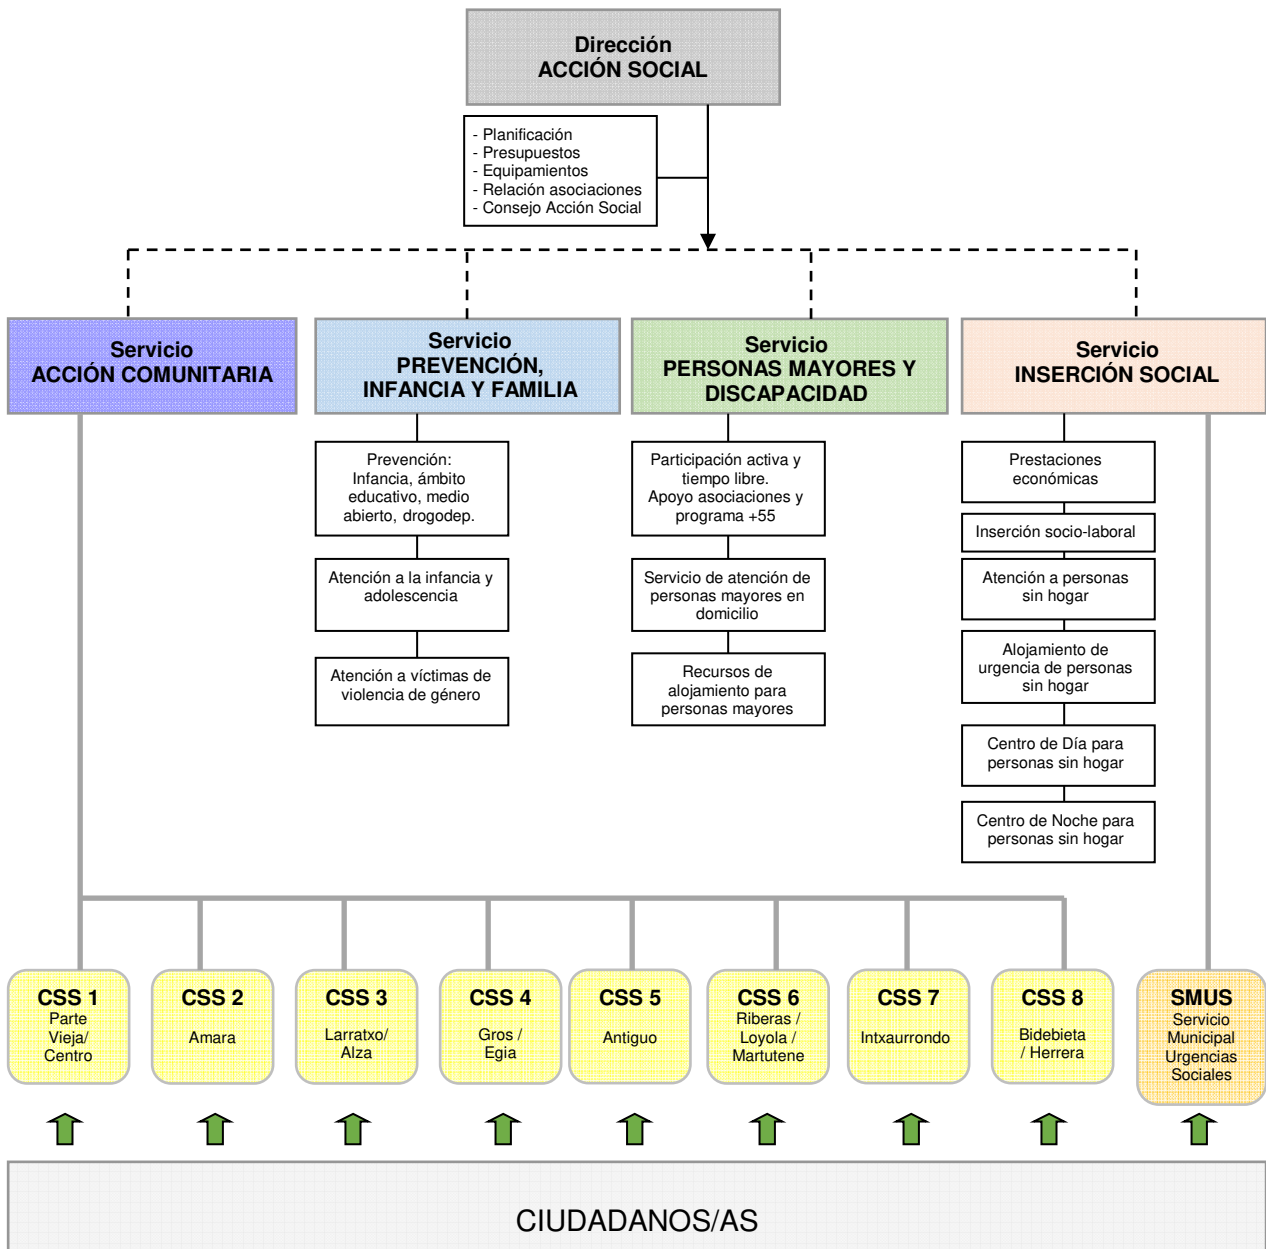 Dirección
ACCIÓN SOCIAL
- Planificación
- Presupuestos
- Equipamientos
- Relación asociaciones
- Consejo Acción Social
Servicio
ACCIÓN COMUNITARIA
Servicio
PREVENCIÓN,
INFANCIA Y FAMILIA
Servicio
PERSONAS MAYORES Y
DISCAPACIDAD
Servicio
INSERCIÓN SOCIAL
Prevención:
Infancia, ámbito
educativo, medio
abierto, drogodep.
Atención a la infancia y
adolescencia
Atención a víctimas de
violencia de género
Participación activa y
tiempo libre.
Apoyo asociaciones y
programa +55
Servicio de atención de
personas mayores en
domicilio
Recursos de
alojamiento para
personas mayores
Prestaciones
económicas
Inserción socio-laboral
Atención a personas
sin hogar
Alojamiento de
urgencia de personas
sin hogar
Centro de Día para
personas sin hogar
Centro de Noche para
personas sin hogar
CSS 1
Parte
Vieja/
Centro
CSS 2
Amara
CSS 3
Larratxo/
Alza
CSS 4
Gros /
Egia
CSS 5
Antiguo
CSS 6
Riberas /
Loyola /
Martutene
CSS 7
Intxaurrondo
CSS 8
Bidebieta
/ Herrera
SMUS
Servicio
Municipal
Urgencias
Sociales
CIUDADANOS/AS